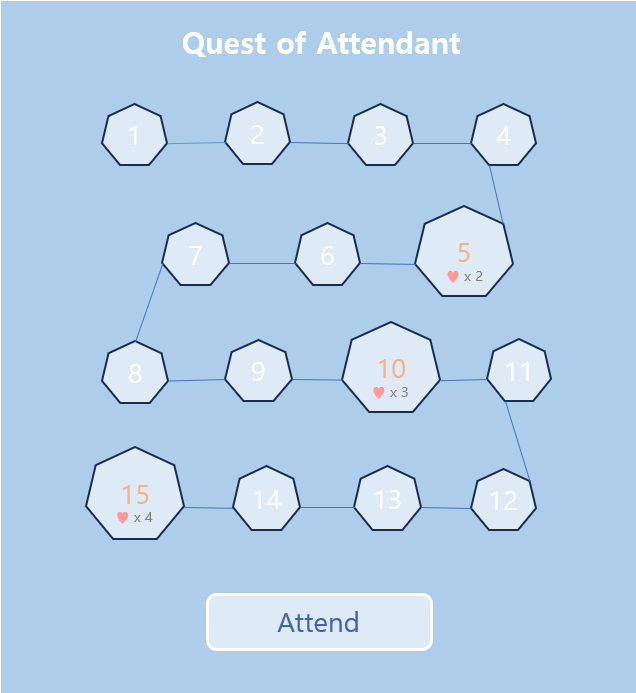 Quest of Attendant
1 2 3 4
7 6 5
♥ x 2
8 9 10 11
♥ x 3
15 14 13 12
♥ x 4
Attend